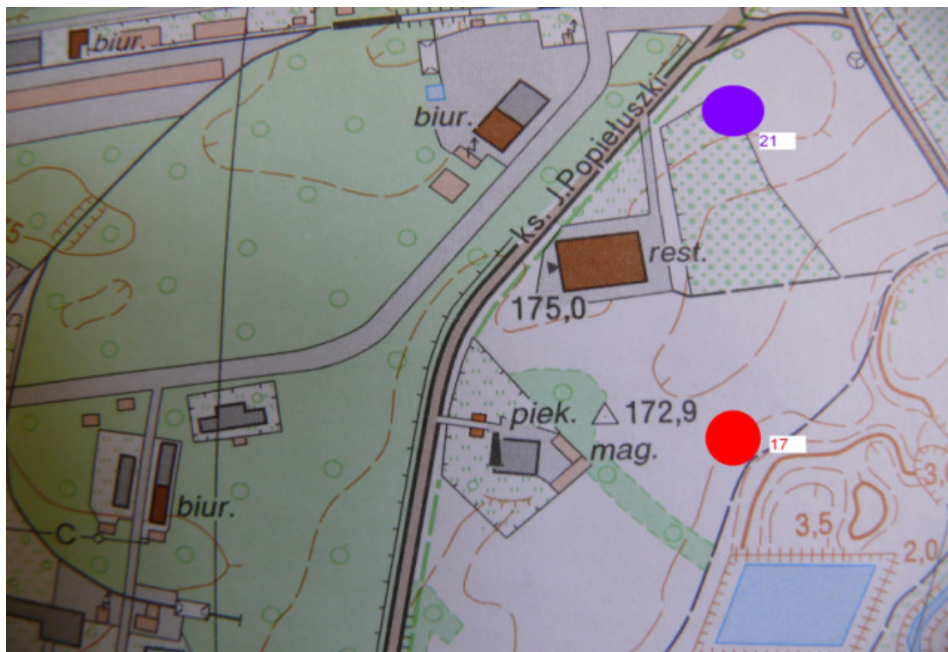 biur.
biur.
ks. J.Popiełuszki
21
rest.
175,0
piek.
172,9
mag.
17
biur.
C
3,5
3
2,0